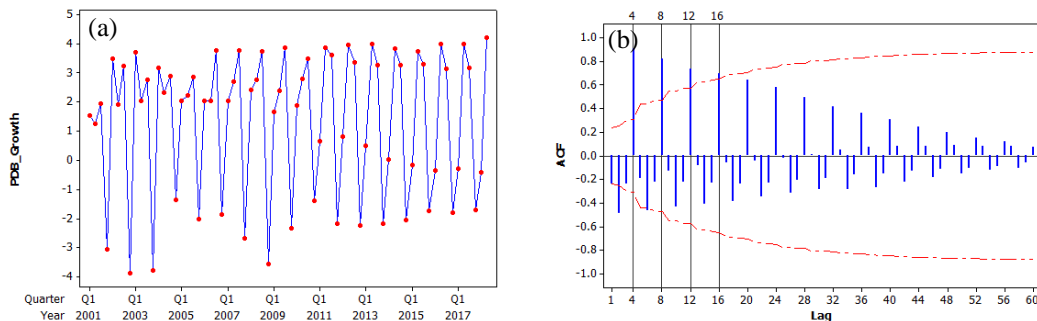 (a)
5
4
3
2
1
0
-1
-2
-3
-4
PDB_Growth
Quarter Q1 Q1 Q1 Q1 Q1 Q1 Q1 Q1 Q1
Year 2001 2003 2005 2007 2009 2011 2013 2015 2017
(b)
4 8 12 16
1.0
0.8
0.6
0.4
0.2
0.0
-0.2
-0.4
-0.6
-0.8
-1.0
ACF
1 4 8 12 16 20 24 28 32 36 40 44 48 52 56 60
Lag